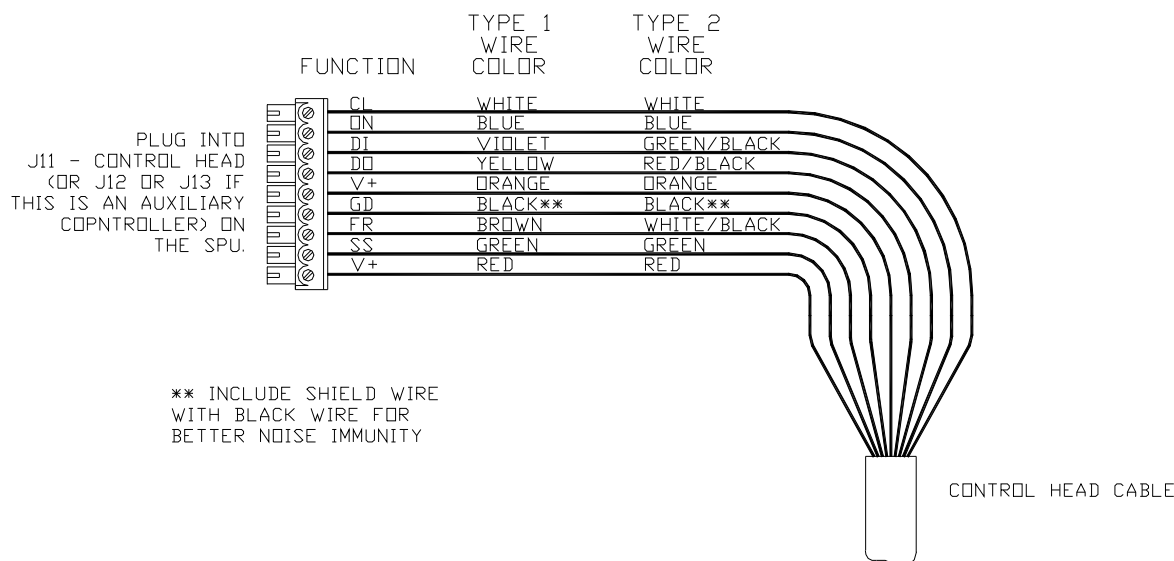 TYPE 1 TYPE 2
WIRE WIRE
FUNCTION COLOR COLOR
CL WHITE WHITE
ON BLUE BLUE
DI VIOLET GREEN/BLACK
DO YELLOW RED/BLACK
V+ ORANGE ORANGE
GD BLACK** BLACK**
FR BROWN WHITE/BLACK
SS GREEN GREEN
V+ RED RED
PLUG INTO
J11 - CONTROL HEAD
(OR J12 OR J13 IF
THIS IS AN AUXILIARY
COPNTROLLER) ON
THE SPU.
** INCLUDE SHIELD WIRE
WITH BLACK WIRE FOR
BETTER NOISE IMMUNITY
CONTROL HEAD CABLE